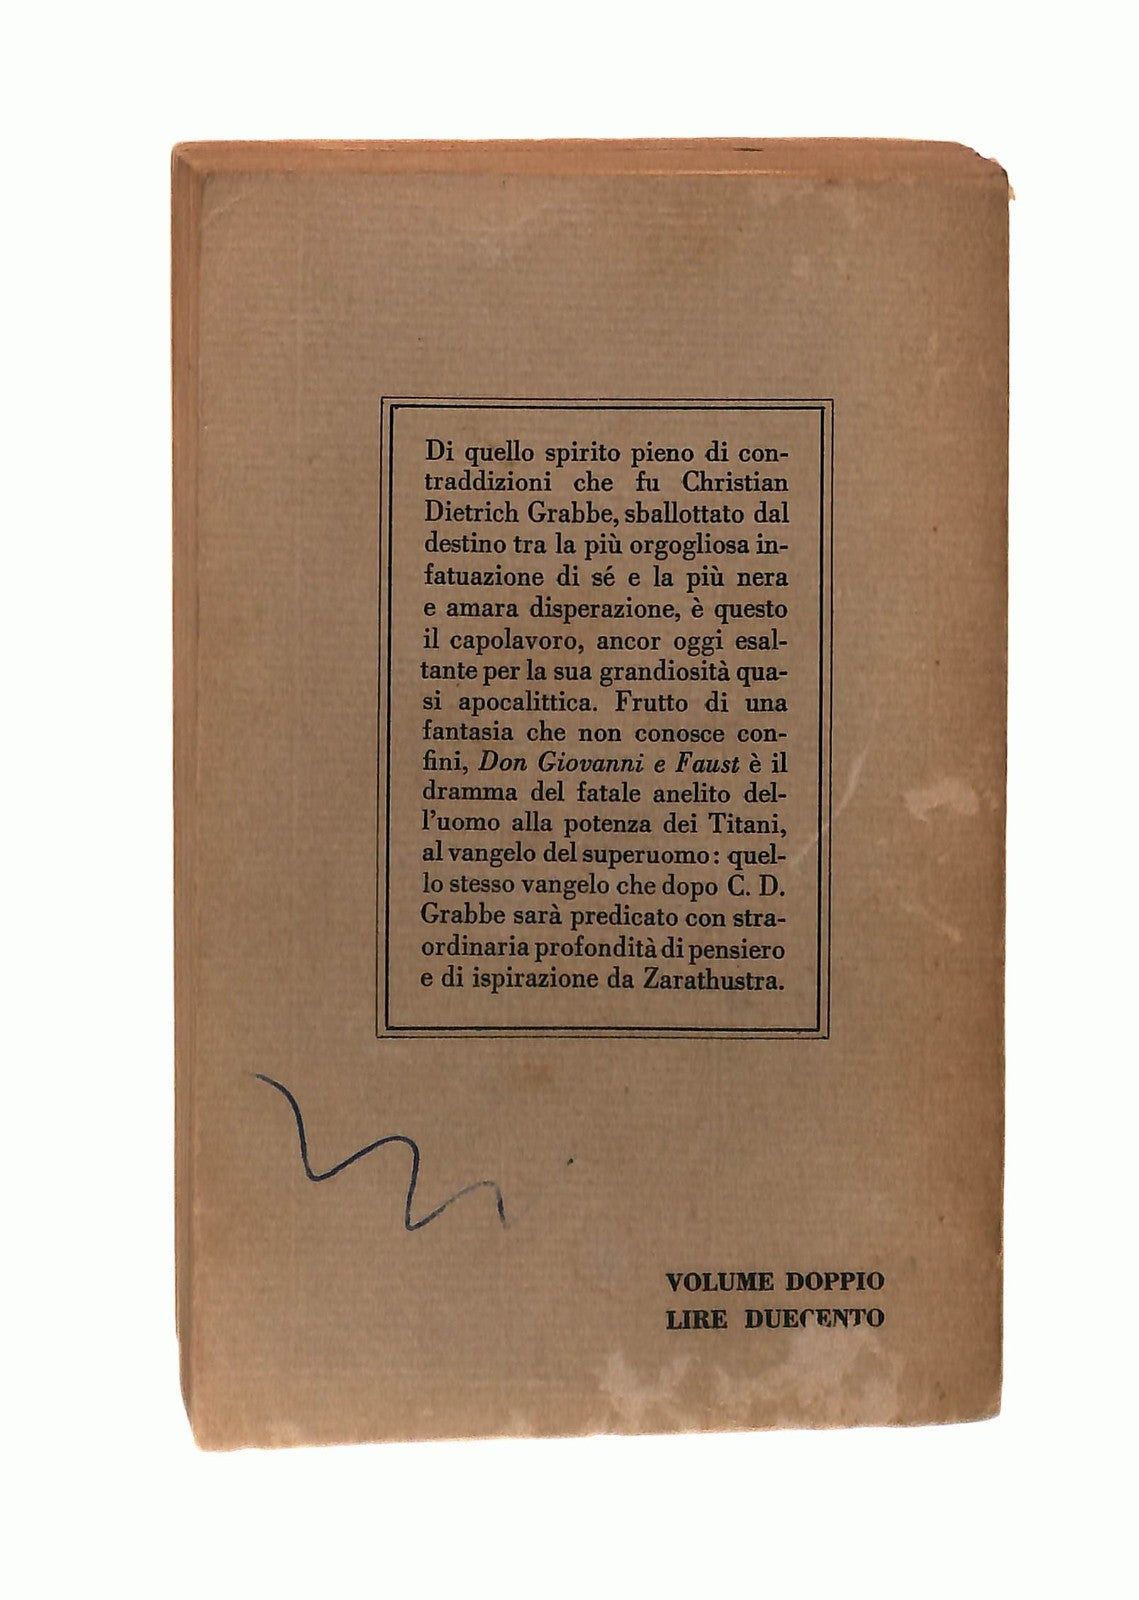 Di quello spirito pieno di con-
traddizioni che fu Christian
Dietrich Grabbe, sballottato dal
destino tra la più orgogliosa in-
fatuazione di sé e la più nera
e amara disperazione, è questo
il capolavoro, ancor oggi esal-
tante per la sua grandiosità qua-
si apocalittica. Frutto di una
fantasia che non conosce con-
fini, Don Giovanni e Faust è il
dramma del fatale anelito del-
l'uomo alla potenza dei Titani,
al vangelo del superuomo: quel-
lo stesso vangelo che dopo C. D.
Grabbe sarà predicato con stra-
ordinaria profondità di pensiero
e di ispirazione da Zarathustra.
VOLUME DOPPIO
LIRE DUECENTO